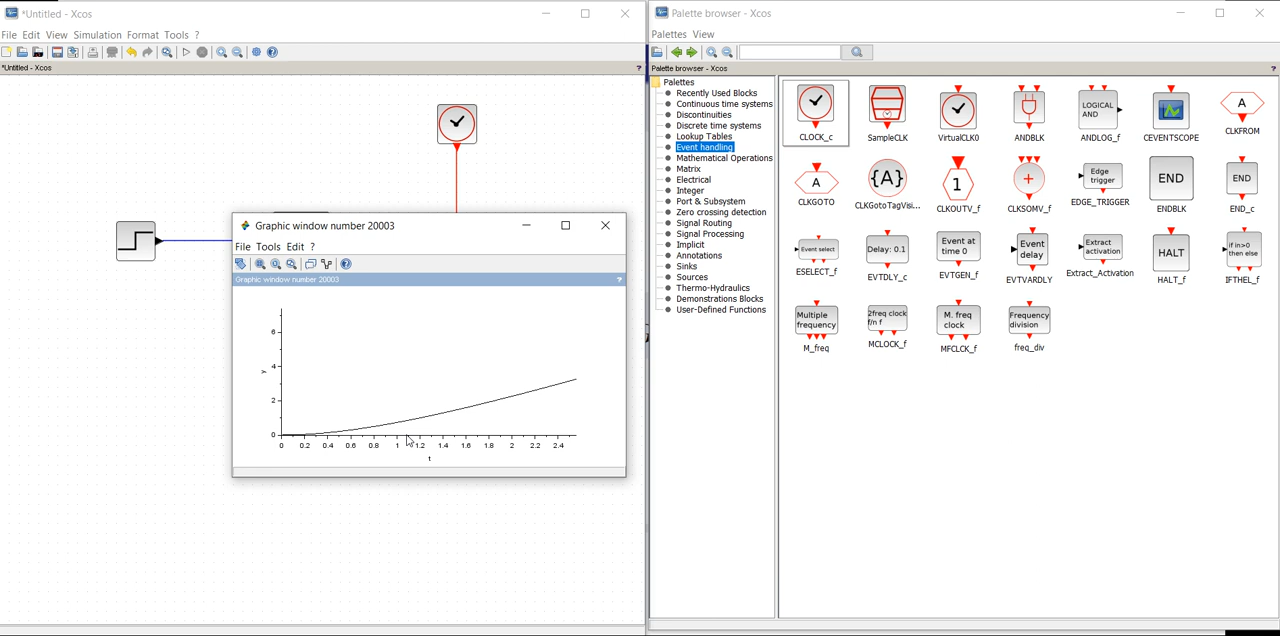 *Untitled - Xcos
File Edit View Simulation Format Tools ?
*Untitled - Xcos
?
Graphic window number 20003
File Tools Edit ?
Graphic window number 20003
?
6
4
2
0
y
0 0.2 0.4 0.6 0.8 1 1.2 1.4 1.6 1.8 2 2.2 2.4
t
Palette browser - Xcos
Palettes View
Palette browser - Xcos
?
Palettes
Recently Used Blocks
Continuous time systems
Discontinuities
Discrete time systems
Lookup Tables
Event handling
Mathematical Operations
Matrix
Electrical
Integer
Port & Subsystem
Zero crossing detection
Signal Routing
Signal Processing
Implicit
Annotations
Sinks
Sources
Thermo-Hydraulics
Demonstrations Blocks
User-Defined Functions
LOGICAL
AND
A
CLOCK_c SampleCLK VirtualCLK0 ANDBLK ANDLOG_f CEVENTSCOPE CLKFROM
A {A} 1 + Edge
trigger END END
CLKGOTO CLKGotoTagVisi... CLKOUTV_f CLKSOMV_f EDGE_TRIGGER ENDBLK END_c
Event select Delay: 0.1 Event at
time 0 Event
delay Extract
activation HALT if in>0
then else
ESELECT_f EVTDLY_c EVTGEN_f EVTVARDLY Extract_Activation HALT_f IFTHEL_f
Multiple
frequency 2freq clock
f/n f M. freq
clock Frequency
division
M_freq MCLOCK_f MFCLCK_f freq_div